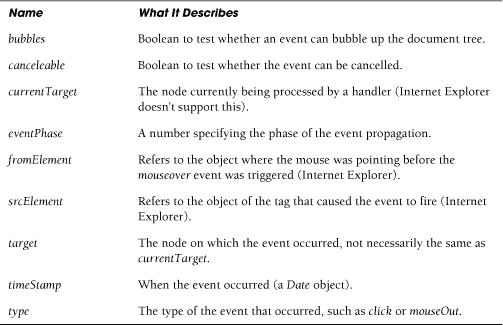 Name What It Describes
bubbles Boolean to test whether an event can bubble up the document tree.
canceleable Boolean to test whether the event can be cancelled.
currentTarget The node currently being processed by a handler (Internet Explorer
doesn't support this).
eventPhase A number specifying the phase of the event propagation.
fromElement Refers to the object where the mouse was pointing before the
mouseover event was triggered (Internet Explorer).
srcElement Refers to the object of the tag that caused the event to fire (Internet
Explorer).
target The node on which the event occurred, not necessarily the same as
currentTarget.
timeStamp When the event occurred (a Date object).
type The type of the event that occurred, such as click or mouseOut.